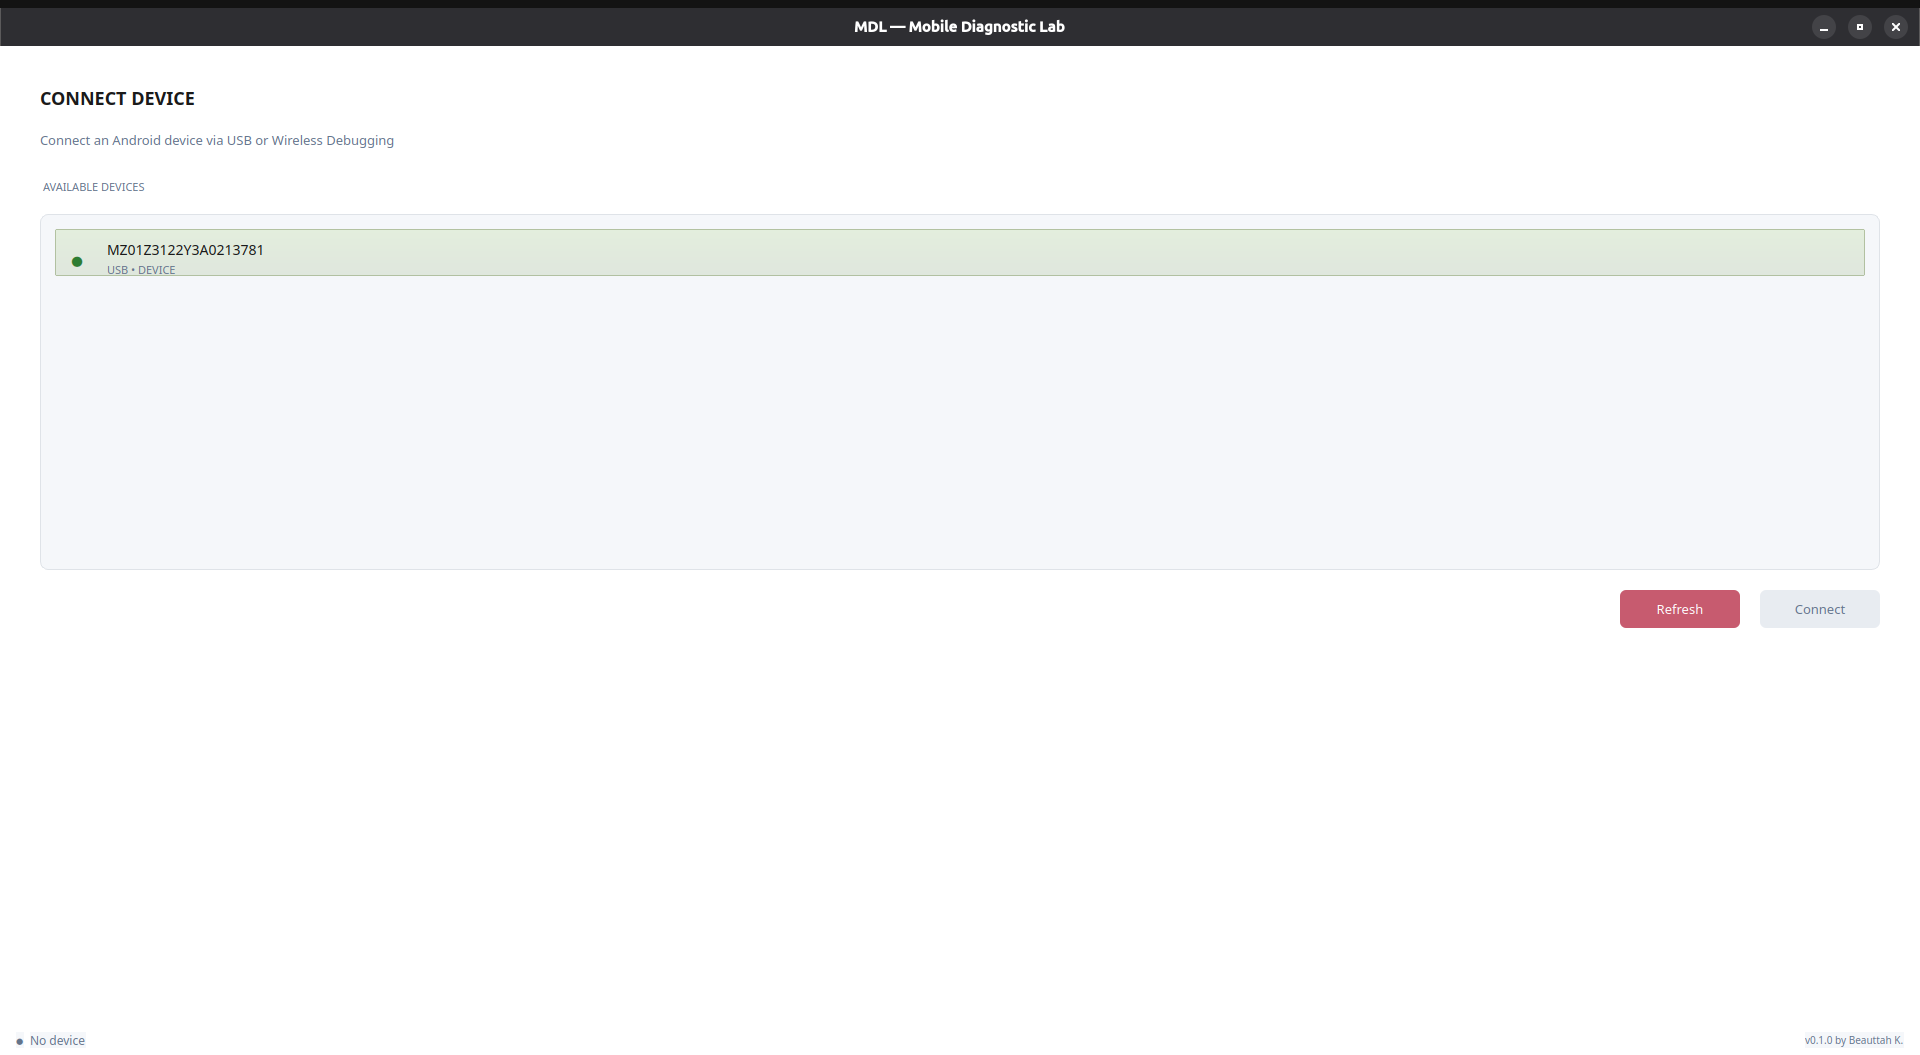 MDL — Mobile Diagnostic Lab
CONNECT DEVICE
Connect an Android device via USB or Wireless Debugging
AVAILABLE DEVICES
MZ01Z3122Y3A0213781
USB • DEVICE
Refresh
Connect
No device
v0.1.0 by Beauttah K.